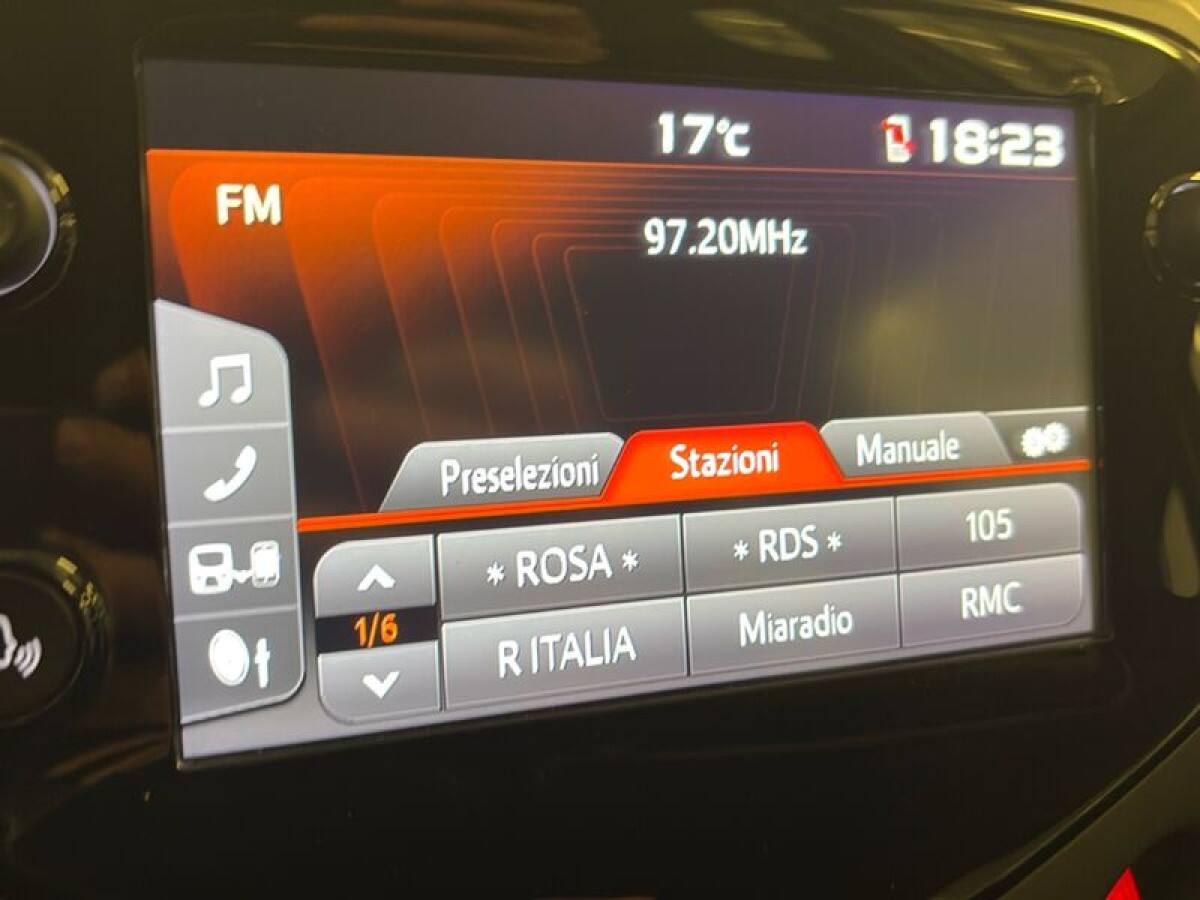 17°C 18:23
FM
97.20MHz
Preselezioni Stazioni Manuale
* ROSA * * RDS * 105
1/6
R ITALIA Miaradio RMC